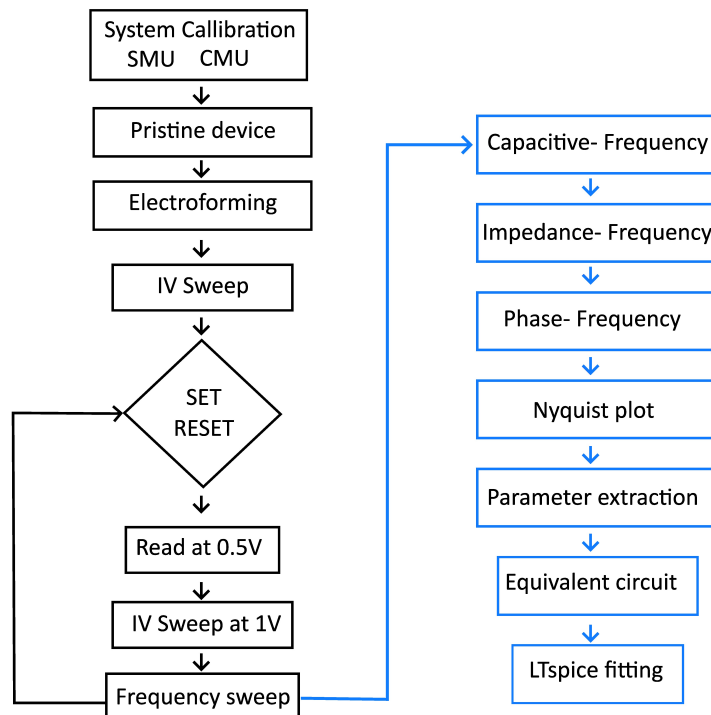 System Callibration
SMU CMU
Pristine device
Electroforming
IV Sweep
SET
RESET
Read at 0.5V
IV Sweep at 1V
Frequency sweep
Capacitive- Frequency
Impedance- Frequency
Phase- Frequency
Nyquist plot
Parameter extraction
Equivalent circuit
LTspice fitting